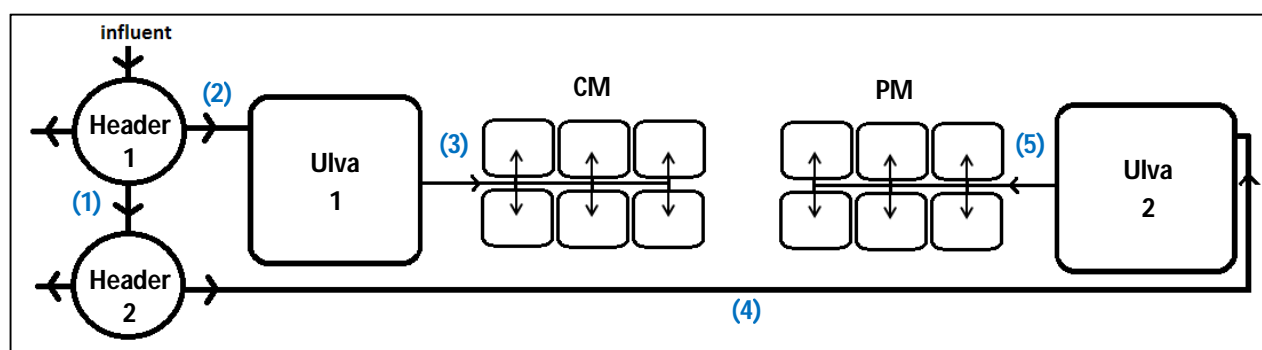 influent
(2)
CM
PM
Header
1
(3)
(5)
Ulva
1
Ulva
2
(1)
Header
2
(4)